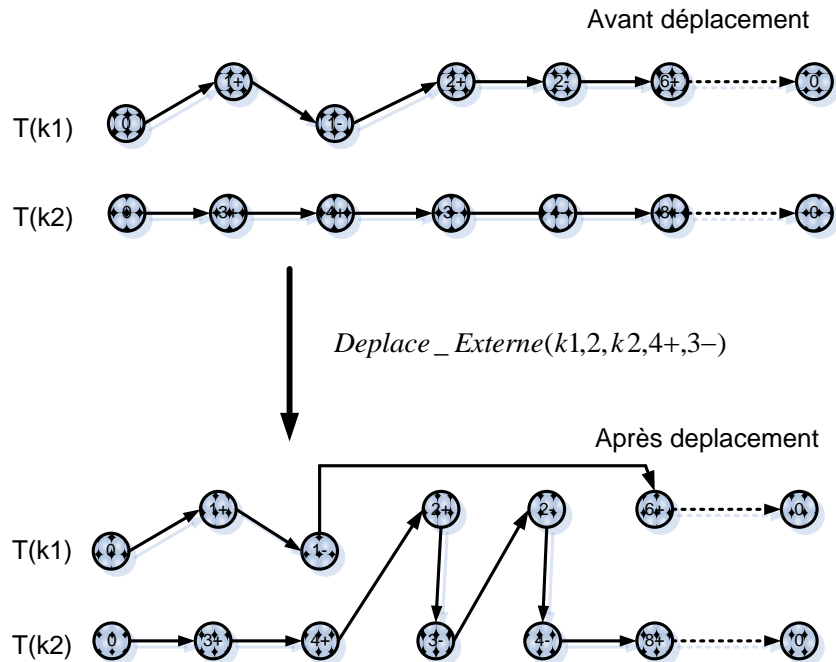 Avant déplacement
T(k1) 0 1+ 1- 2+ 2- 6+ 0
T(k2) 0 3+ 4+ 3- 4- 8+ 0
Deplace_Externe(k1,2,k2,4+,3−)
Après deplacement
T(k1) 0 1+ 1- 2+ 2- 6+ 0
T(k2) 0 3+ 4+ 3- 4- 8+ 0